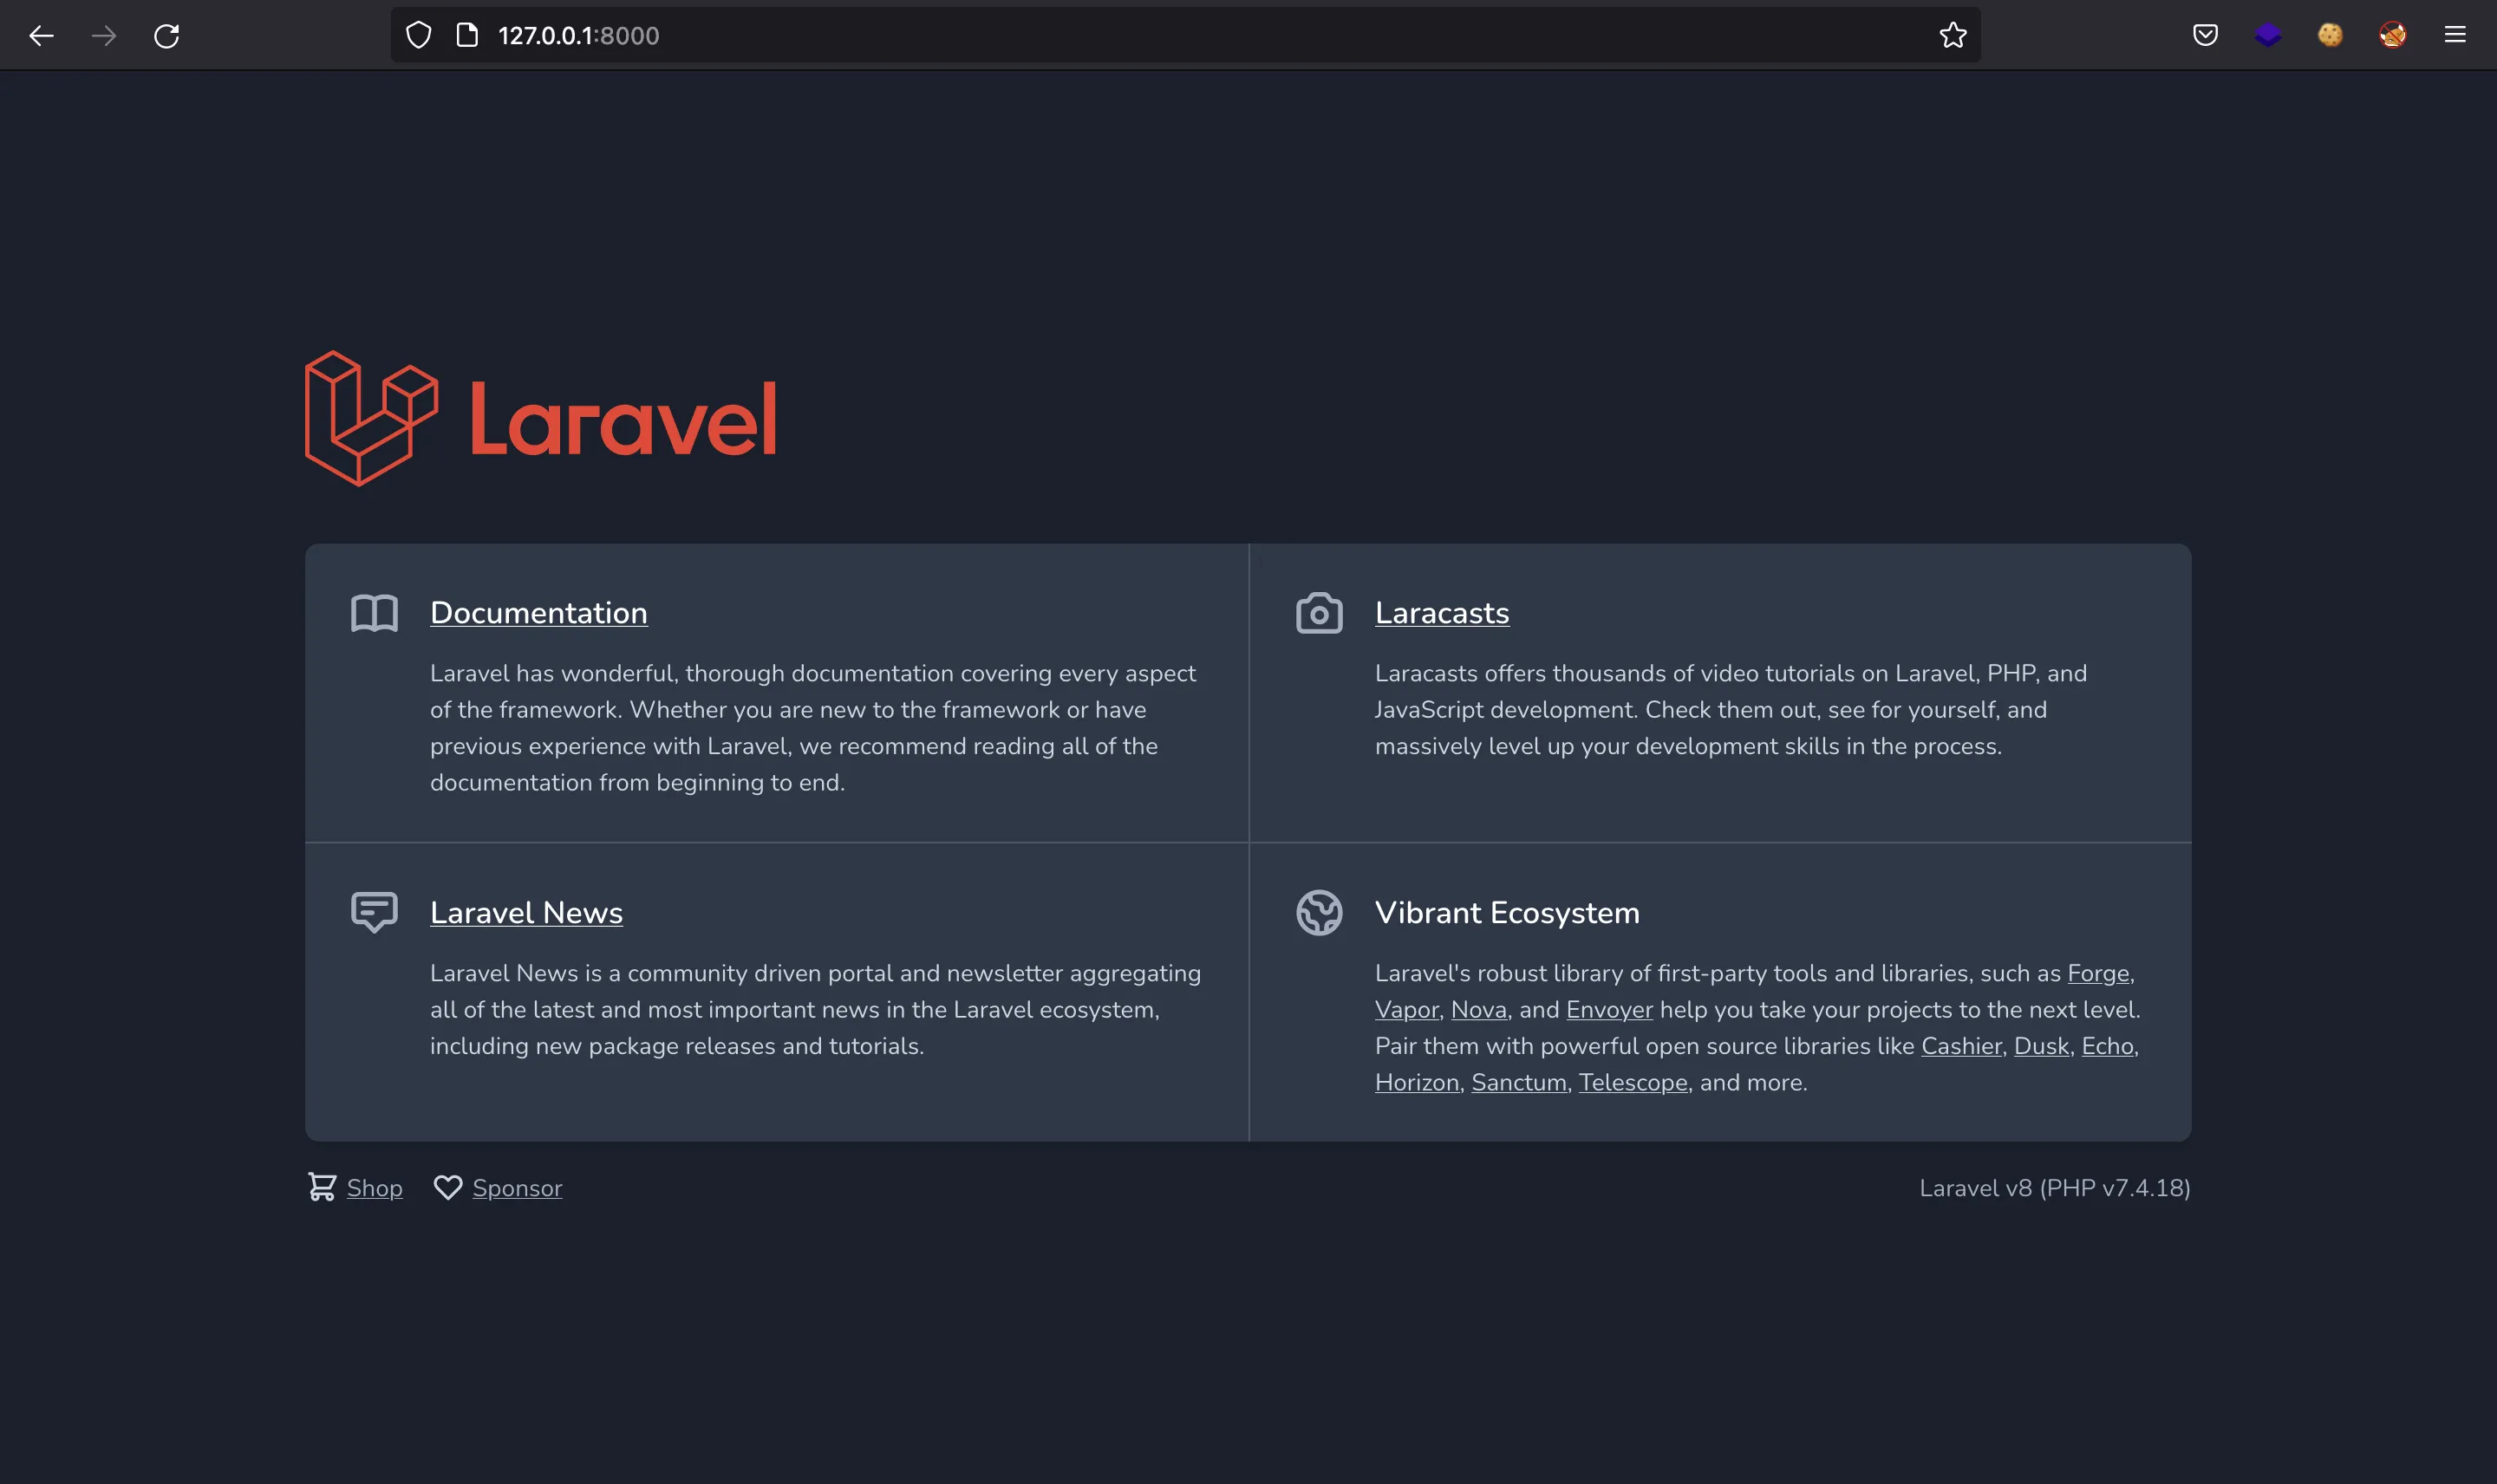 127.0.0.1:8000
Laravel
Documentation
Laravel has wonderful, thorough documentation covering every aspect
of the framework. Whether you are new to the framework or have
previous experience with Laravel, we recommend reading all of the
documentation from beginning to end.
Laracasts
Laracasts offers thousands of video tutorials on Laravel, PHP, and
JavaScript development. Check them out, see for yourself, and
massively level up your development skills in the process.
Laravel News
Laravel News is a community driven portal and newsletter aggregating
all of the latest and most important news in the Laravel ecosystem,
including new package releases and tutorials.
Vibrant Ecosystem
Laravel's robust library of first-party tools and libraries, such as Forge,
Vapor, Nova, and Envoyer help you take your projects to the next level.
Pair them with powerful open source libraries like Cashier, Dusk, Echo,
Horizon, Sanctum, Telescope, and more.
Shop
Sponsor
Laravel v8 (PHP v7.4.18)